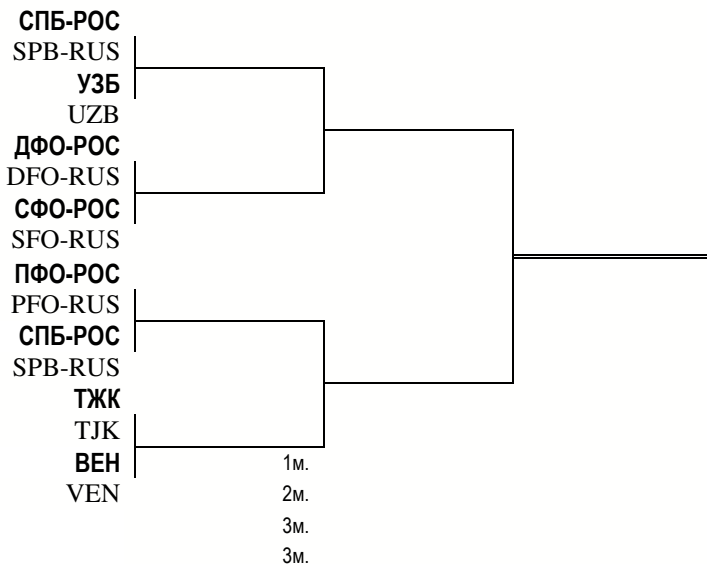 СПБ-РОС
SPB-RUS
УЗБ
UZB
ДФО-РОС
DFO-RUS
СФО-РОС
SFO-RUS
ПФО-РОС
PFO-RUS
СПБ-РОС
SPB-RUS
ТЖК
TJK
ВЕН
VEN
1м.
2м.
3м.
3м.